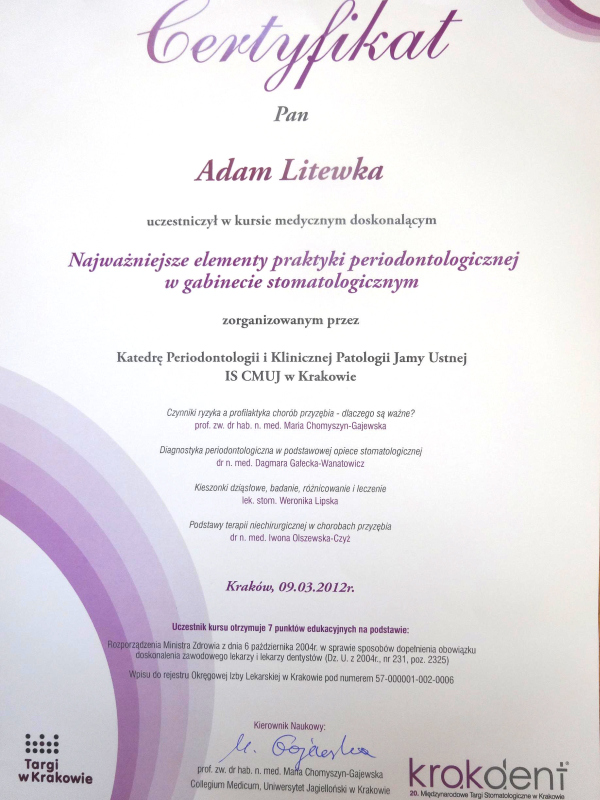 Certyfikat
Pan
Adam Litewka
uczestniczył w kursie medycznym doskonalącym
Najważniejsze elementy praktyki periodontologicznej
w gabinecie stomatologicznym
zorganizowanym przez
Katedrę Periodontologii i Klinicznej Patologii Jamy Ustnej
IS CMUJ w Krakowie
Czynniki ryzyka a profilaktyka chorób przyzębia - dlaczego są ważne?
prof. zw. dr hab. n. med. Maria Chomyszyn-Gajewska
Diagnostyka periodontologiczna w podstawowej opiece stomatologicznej
dr n. med. Dagmara Gałecka-Wanatowicz
Kieszonki dziąsłowe, badanie, różnicowanie i leczenie
lek. stom. Weronika Lipska
Podstawy terapii niechirurgicznej w chorobach przyzębia
dr n. med. Iwona Olszewska-Czyż
Kraków, 09.03.2012r.
Uczestnik kursu otrzymuje 7 punktów edukacyjnych na podstawie:
Rozporządzenia Ministra Zdrowia z dnia 6 października 2004r. w sprawie sposobów dopełnienia obowiązku
doskonalenia zawodowego lekarzy i lekarzy dentystów (Dz. U. z 2004r., nr 231, poz. 2325)
Wpisu do rejestru Okręgowej Izby Lekarskiej w Krakowie pod numerem 57-000001-002-0006
Kierownik Naukowy:
prof. zw. dr hab. n. med. Maria Chomyszyn-Gajewska
Collegium Medicum, Uniwersytet Jagielloński w Krakowie
Targi
w Krakowie
krakdent
20. Międzynarodowe Targi Stomatologiczne w Krakowie